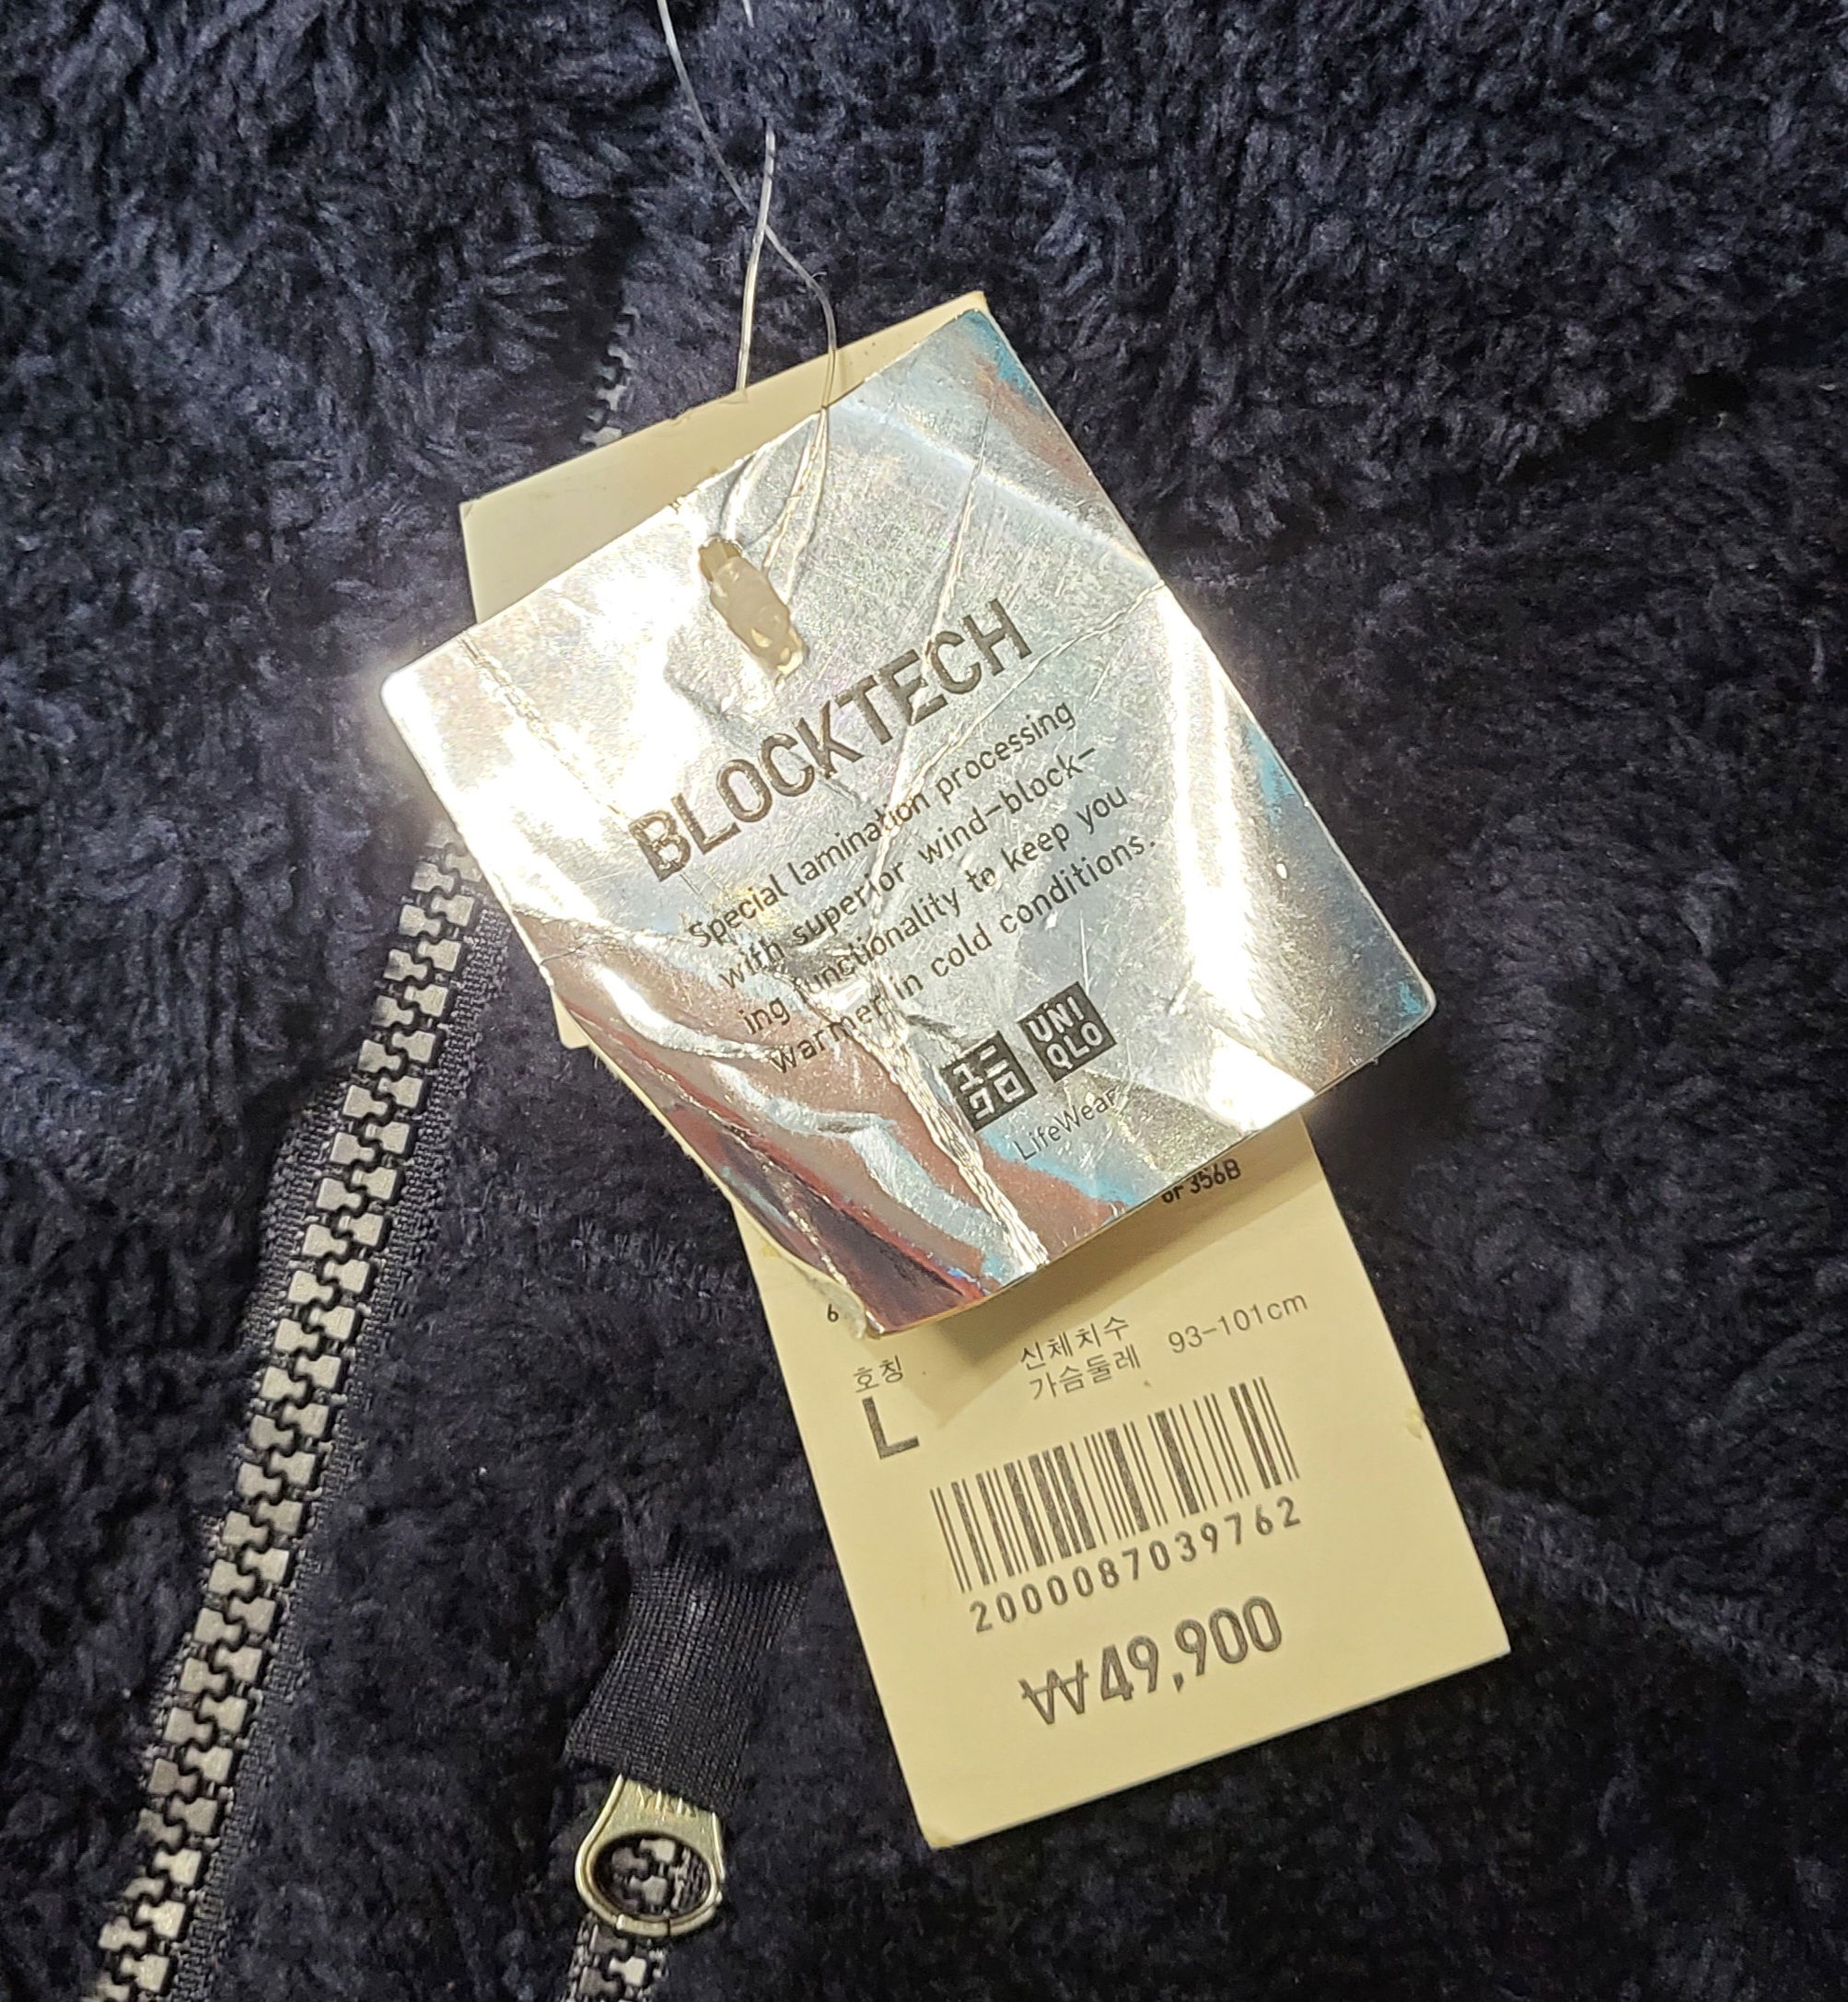 BLOCKTECH
Special lamination processing
with superior wind-block-
ing functionality to keep you
warmer in cold conditions.
ユニ UNI
クロ QLO
LifeWear
6
호칭 신체치수
가슴둘레 93-101cm
L
2000087039762
₩49,900